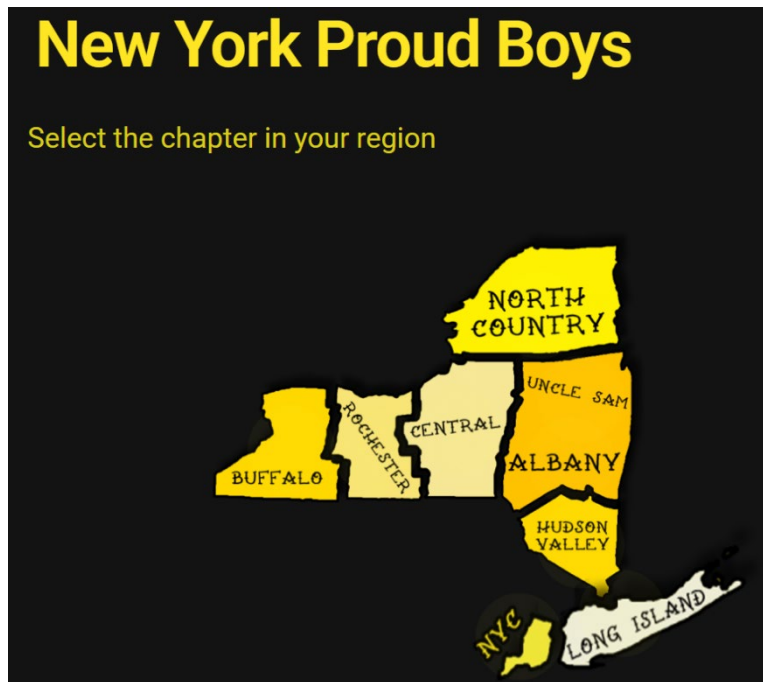 New York Proud Boys
Select the chapter in your region
NORTH
COUNTRY
UNCLE SAM
ROCHESTER
CENTRAL
ALBANY
BUFFALO
HUDSON
VALLEY
NYC
LONG ISLAND